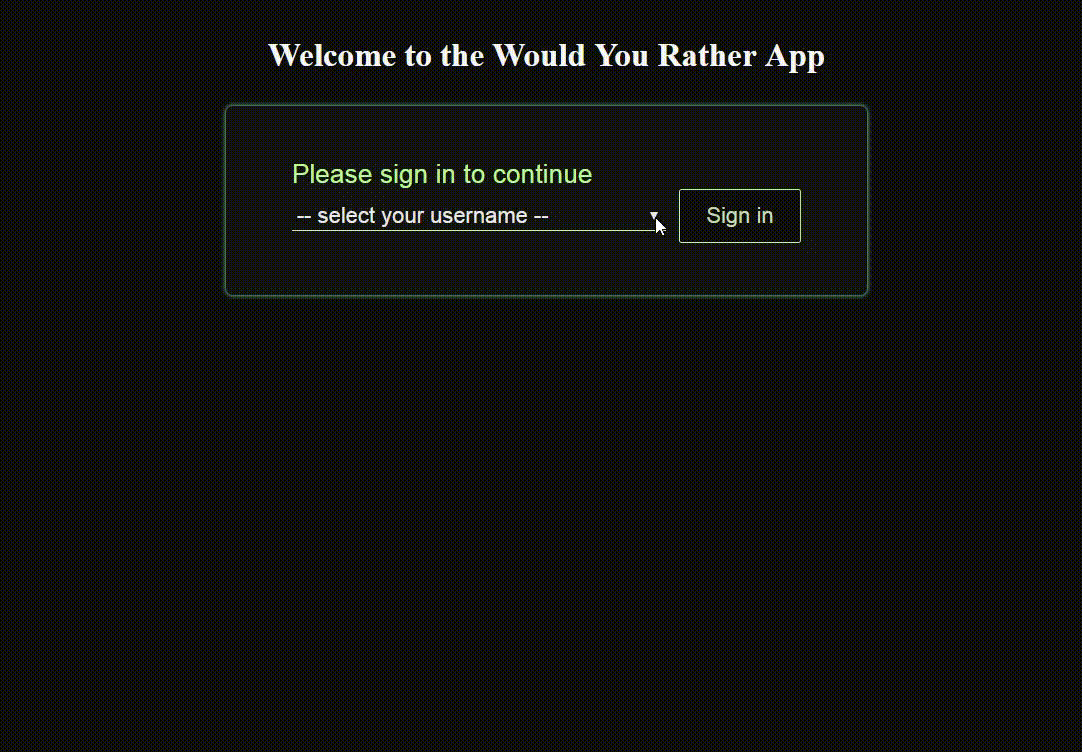 Welcome to the Would You Rather App
Please sign in to continue
-- select your username --
Sign in